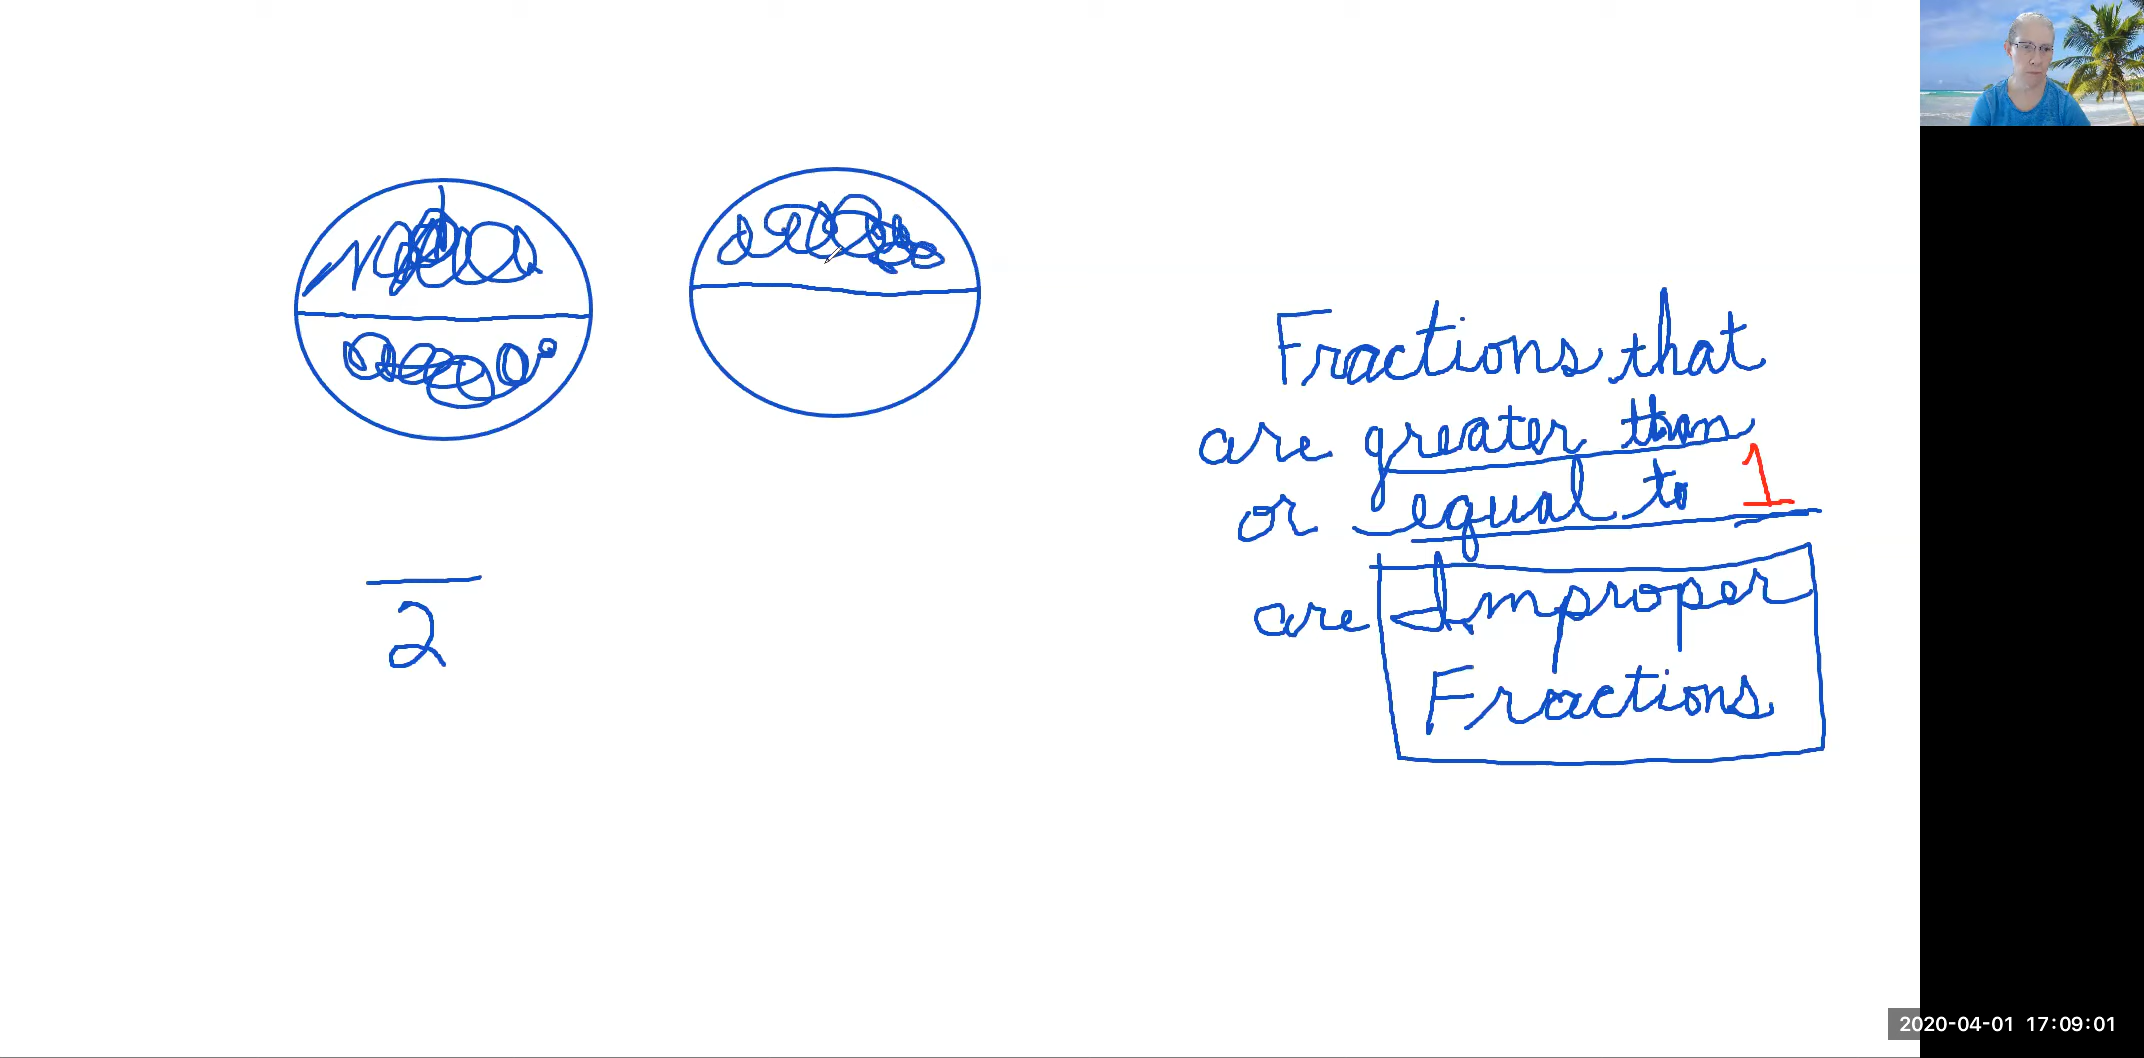 Fractions that
are greater than
or equal to 1
are Improper
Fractions
2
2020-04-01 17:09:01